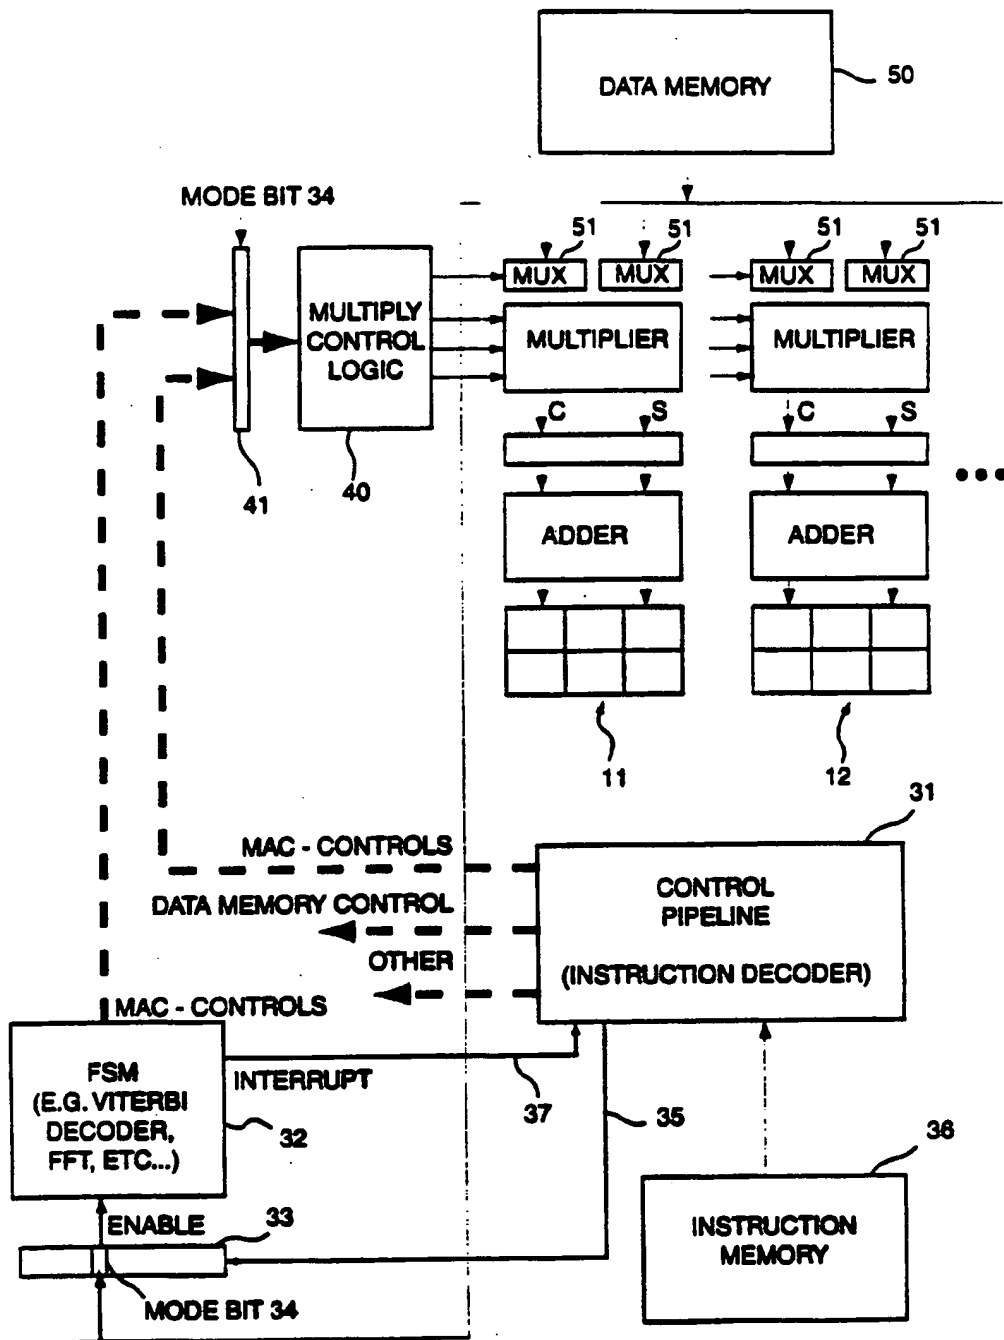 DATA MEMORY
50
MODE BIT 34
51
51
51
51
MUX
MUX
MUX
MUX
MULTIPLY
CONTROL
LOGIC
MULTIPLIER
MULTIPLIER
C
S
C
S
41
40
ADDER
ADDER
11
12
31
MAC - CONTROLS
CONTROL
PIPELINE
(INSTRUCTION DECODER)
DATA MEMORY CONTROL
OTHER
MAC - CONTROLS
FSM
(E.G. VITERBI
DECODER,
FFT, ETC...)
INTERRUPT
32
37
35
36
ENABLE
33
INSTRUCTION
MEMORY
MODE BIT 34